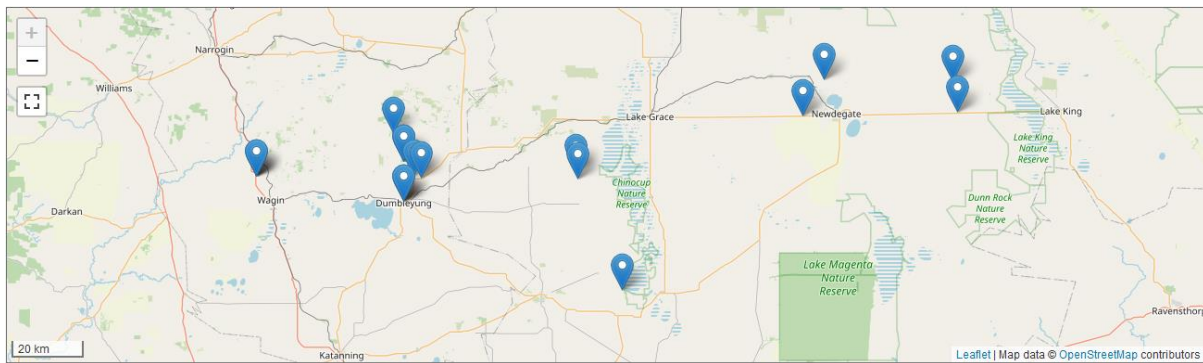 +
−
Narrogin
Williams
Lake Grace
Newdegate
Lake King
Lake King
Nature
Reserve
Chinocup
Nature
Reserve
Wagin
Dumbleyung
Darkan
Dunn Rock
Nature
Reserve
Lake Magenta
Nature
Reserve
Ravensthorp
20 km
Katanning
Leaflet | Map data © OpenStreetMap contributors